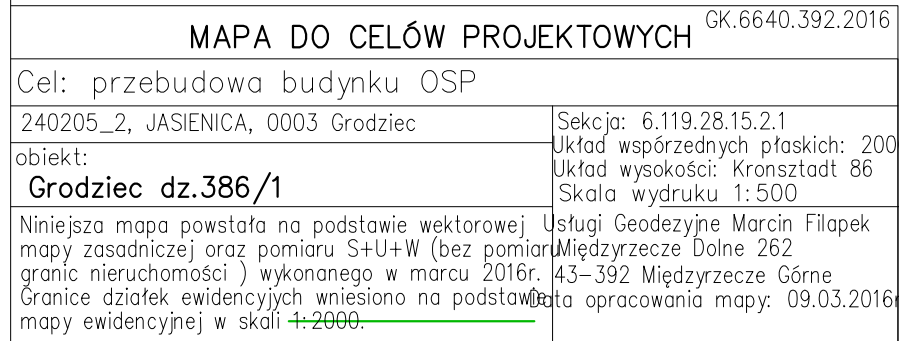 GK.6640.392.2016
MAPA DO CELÓW PROJEKTOWYCH
Cel: przebudowa budynku OSP
240205_2, JASIENICA, 0003 Grodziec
obiekt:
Grodziec dz.386/1
Sekcja: 6.119.28.15.2.1
Układ wspórzednych płaskich: 200
Układ wysokości: Kronsztadt 86
Skala wydruku 1:500
Niniejsza mapa powstała na podstawie wektorowej
mapy zasadniczej oraz pomiaru S+U+W (bez pomiaru
granic nieruchomości ) wykonanego w marcu 2016r.
Granice działek ewidencyjych wniesiono na podstawie
mapy ewidencyjnej w skali 1:2000.
Usługi Geodezyjne Marcin Filapek
Międzyrzecze Dolne 262
43-392 Międzyrzecze Górne
Data opracowania mapy: 09.03.2016r